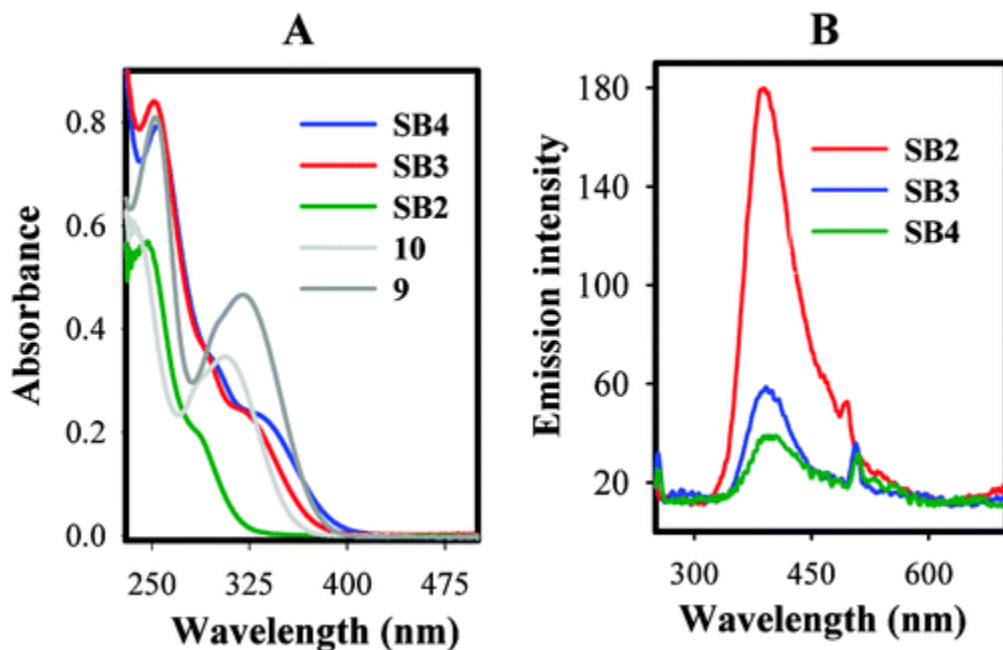 A
Absorbance
0.8
0.6
0.4
0.2
0.0
SB4
SB3
SB2
10
9
250
325
400
475
Wavelength (nm)
B
Emission intensity
180
140
100
60
20
SB2
SB3
SB4
300
450
600
Wavelength (nm)